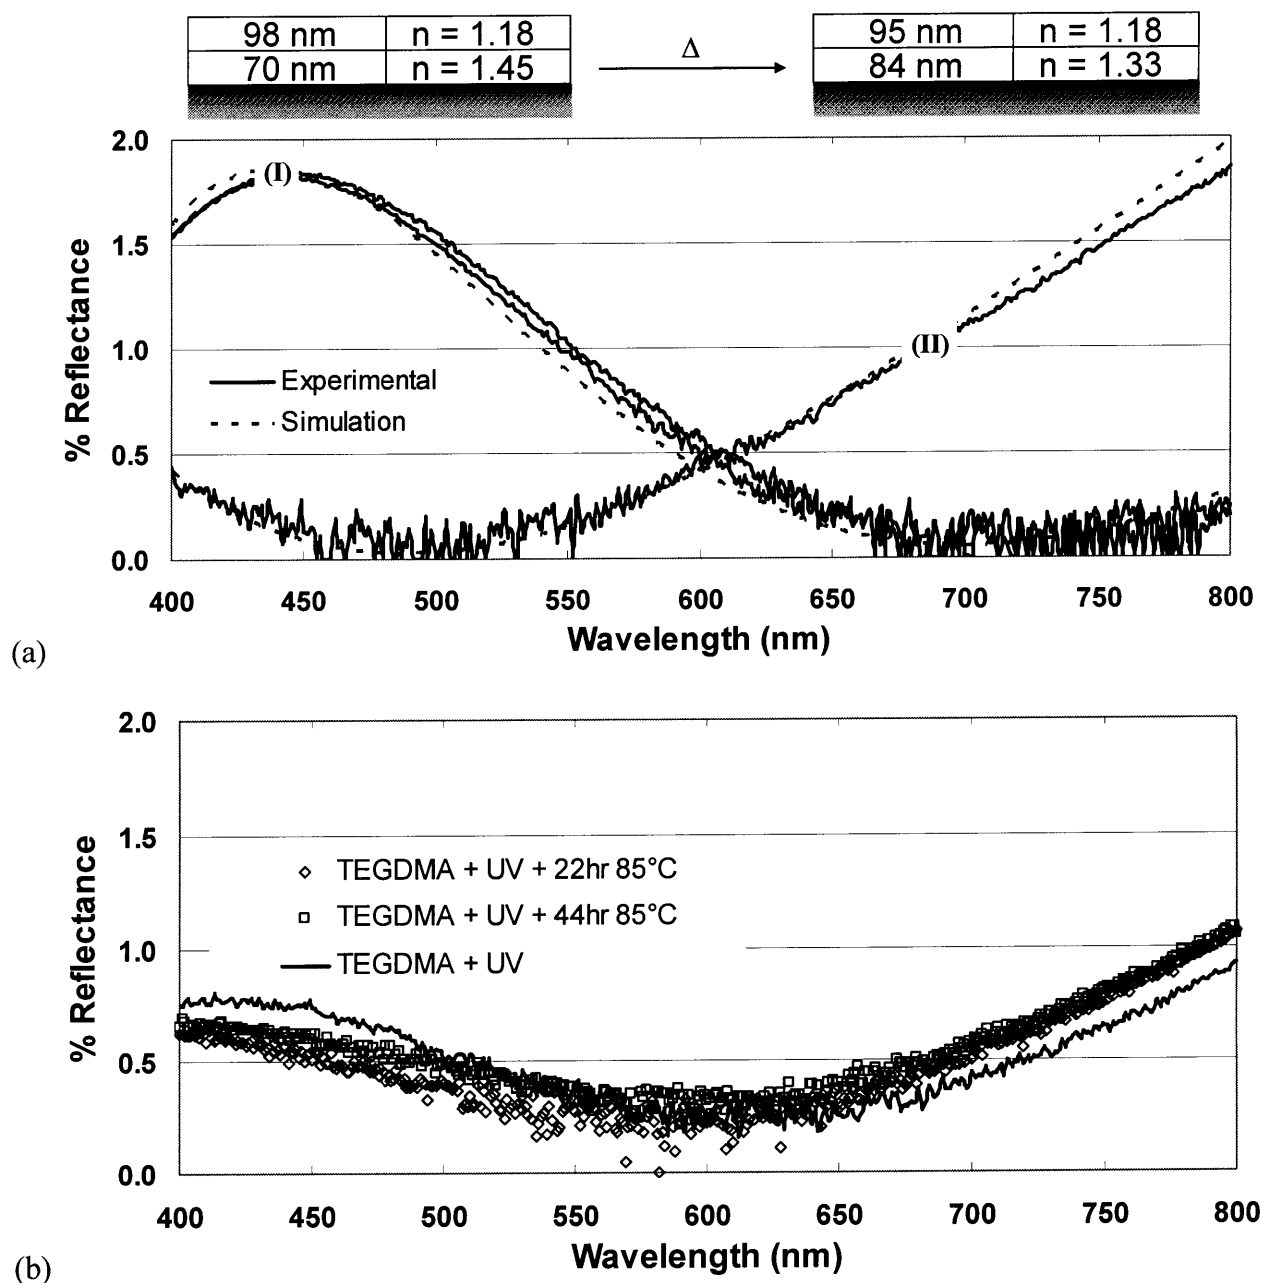 98 nm n = 1.18
70 nm n = 1.45
Δ
95 nm n = 1.18
84 nm n = 1.33
2.0
1.5
1.0
0.5
0.0
% Reflectance
(I)
(II)
Experimental
Simulation
400 450 500 550 600 650 700 750 800
Wavelength (nm)
(a)
2.0
1.5
1.0
0.5
0.0
% Reflectance
TEGDMA + UV + 22hr 85°C
TEGDMA + UV + 44hr 85°C
TEGDMA + UV
400 450 500 550 600 650 700 750 800
Wavelength (nm)
(b)